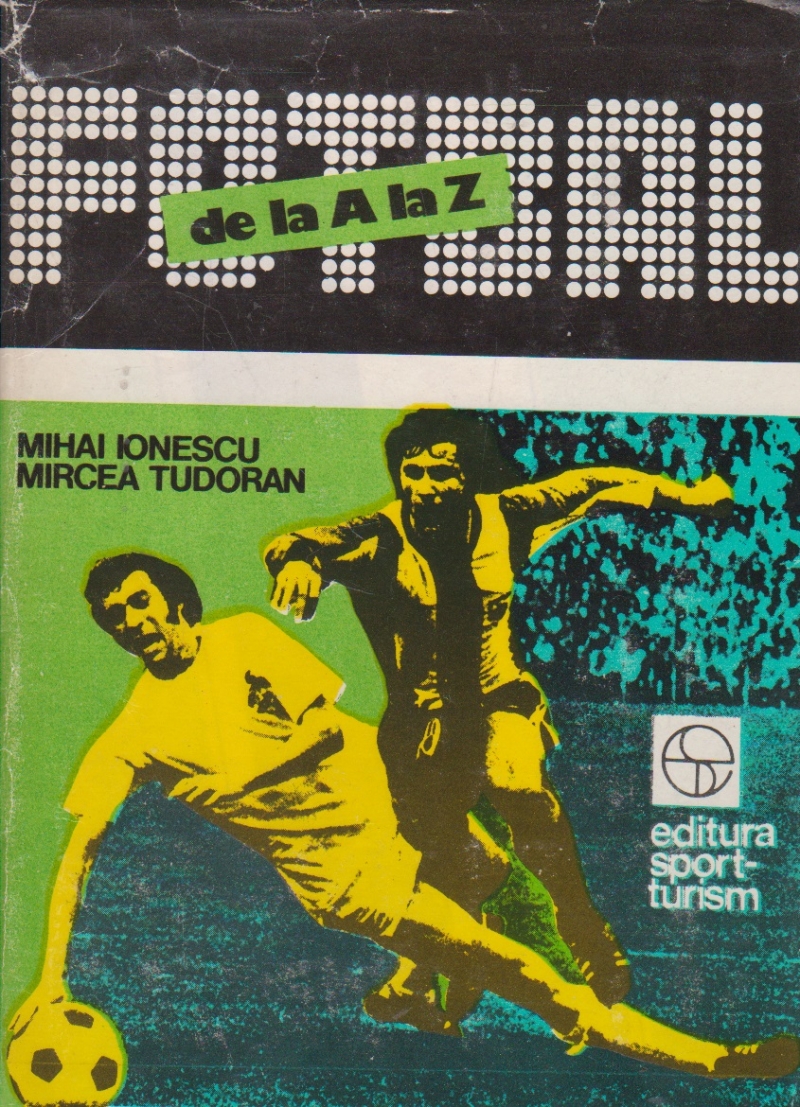 FOTBAL
de la A la Z
MIHAI IONESCU
MIRCEA TUDORAN
editura
sport-
turism